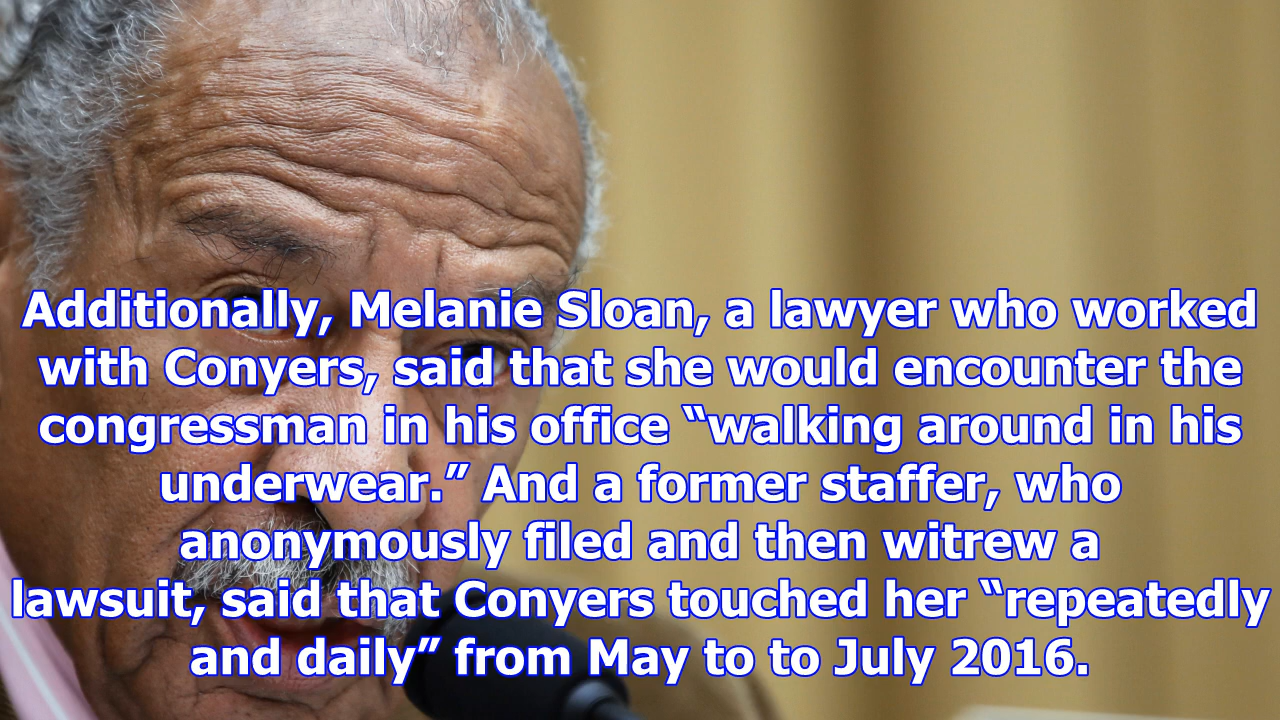 Additionally, Melanie Sloan, a lawyer who worked
with Conyers, said that she would encounter the
congressman in his office “walking around in his
underwear.” And a former staffer, who
anonymously filed and then witrew a
lawsuit, said that Conyers touched her “repeatedly
and daily” from May to to July 2016.